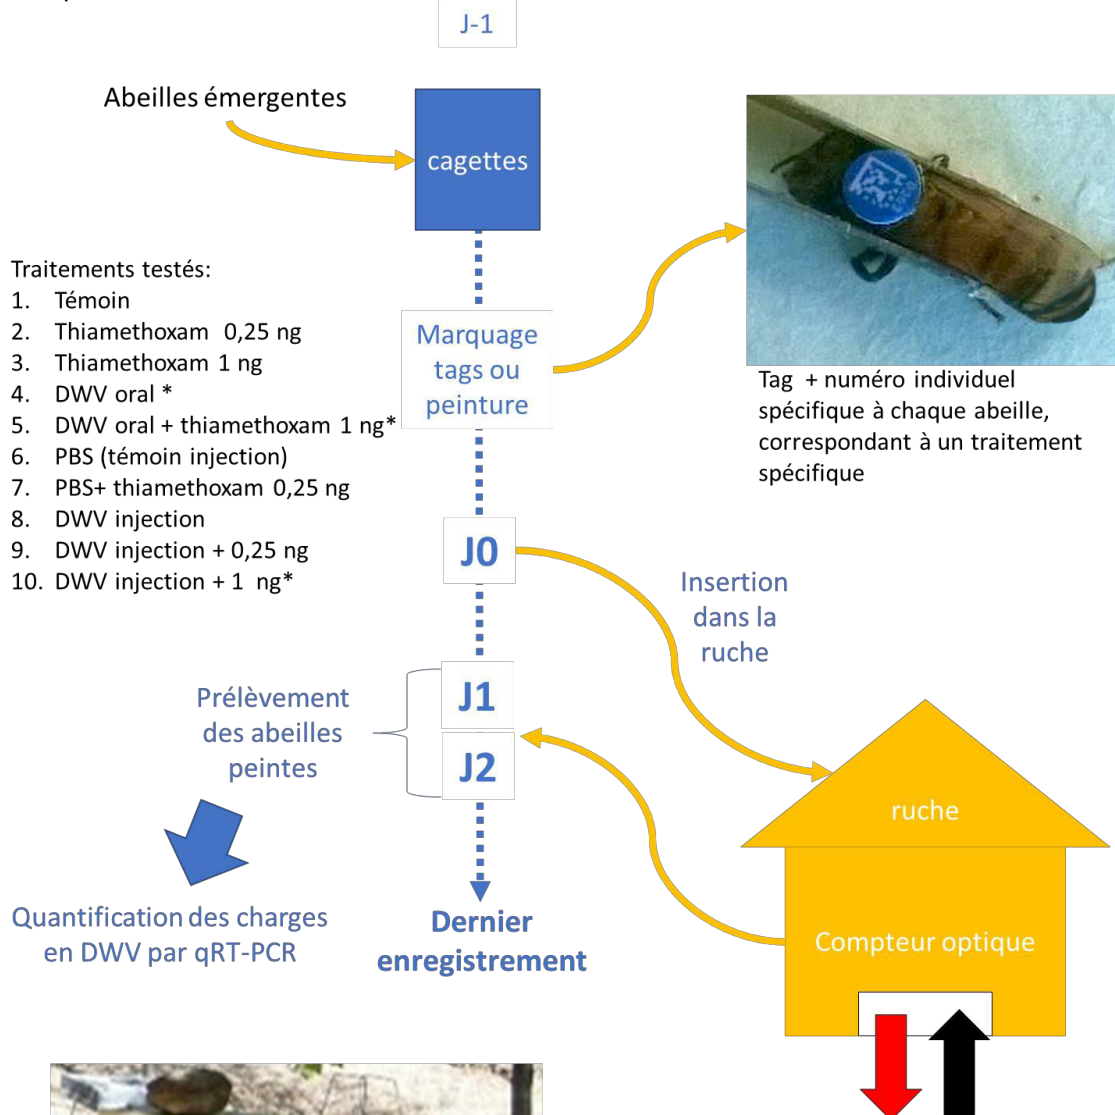 J-1
Abeilles émergentes
cagettes
Traitements testés:
1. Témoin
2. Thiamethoxam 0,25 ng
3. Thiamethoxam 1 ng
4. DWV oral *
5. DWV oral + thiamethoxam 1 ng*
6. PBS (témoin injection)
7. PBS+ thiamethoxam 0,25 ng
8. DWV injection
9. DWV injection + 0,25 ng
10. DWV injection + 1 ng*
Marquage
tags ou
peinture
Tag + numéro individuel
spécifique à chaque abeille,
correspondant à un traitement
spécifique
J0
Insertion
dans la
ruche
J1
J2
Prélèvement
des abeilles
peintes
Quantification des charges
en DWV par qRT-PCR
Dernier
enregistrement
ruche
Compteur optique